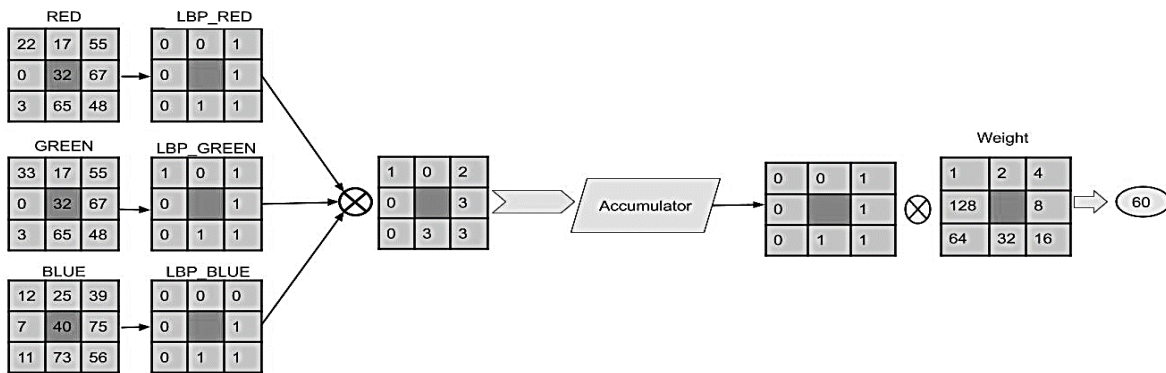 RED LBP_RED
22 17 55 0 0 1
0 32 67 0 1
3 65 48 0 1 1
GREEN LBP_GREEN
33 17 55 1 0 1
0 32 67 0 1
3 65 48 0 1 1
BLUE LBP_BLUE
12 25 39 0 0 0
7 40 75 0 1
11 73 56 0 1 1
1 0 2
0 3
0 3 3
Accumulator
0 0 1
0 1
0 1 1
Weight
1 2 4
128 8
64 32 16
60